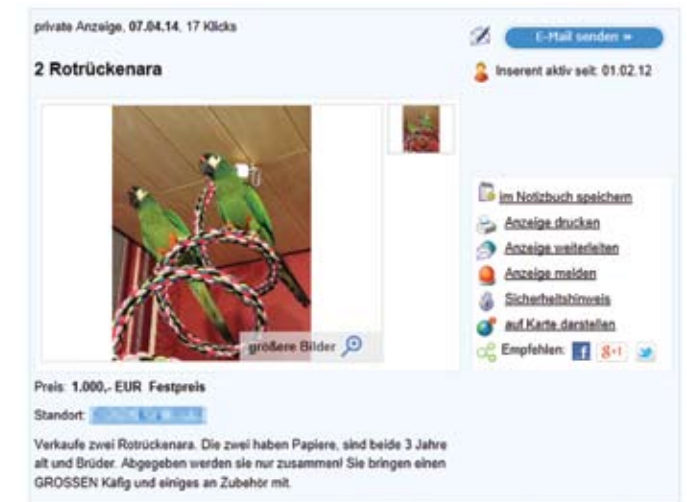 private Anzeige, 07.04.14, 17 Klicks
E-Mail senden »
2 Rotrückenara
Inserent aktiv seit: 01.02.12
im Notizbuch speichern
Anzeige drucken
Anzeige weiterleiten
Anzeige melden
Sicherheitshinweis
auf Karte darstellen
Empfehlen: f g+1
größere Bilder
Preis: 1.000,- EUR Festpreis
Standort:
Verkaufe zwei Rotrückenara. Die zwei haben Papiere, sind beide 3 Jahre
alt und Brüder. Abgegeben werden sie nur zusammen! Sie bringen einen
GROSSEN Käfig und einiges an Zubehör mit.